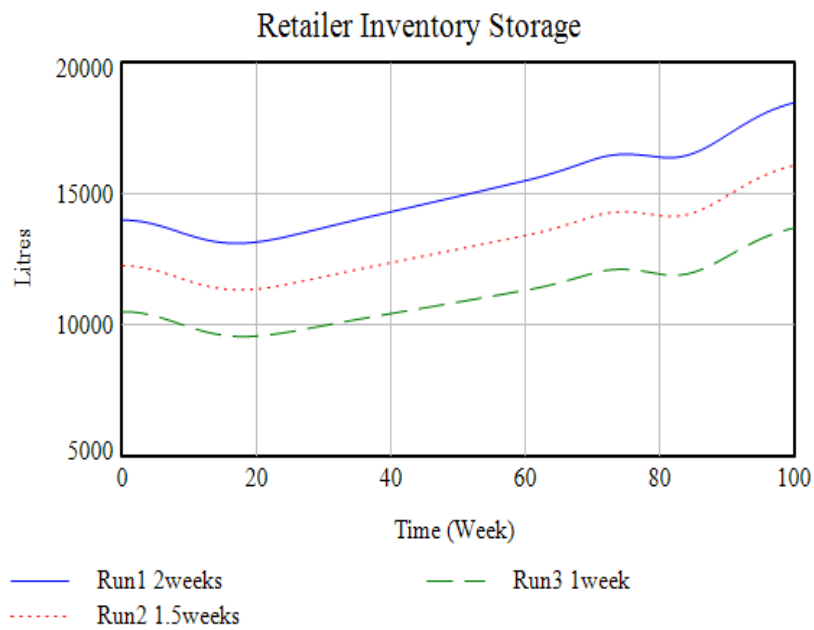 Retailer Inventory Storage
20000
15000
10000
5000
Litres
0 20 40 60 80 100
Time (Week)
Run1 2weeks
Run2 1.5weeks
Run3 1week